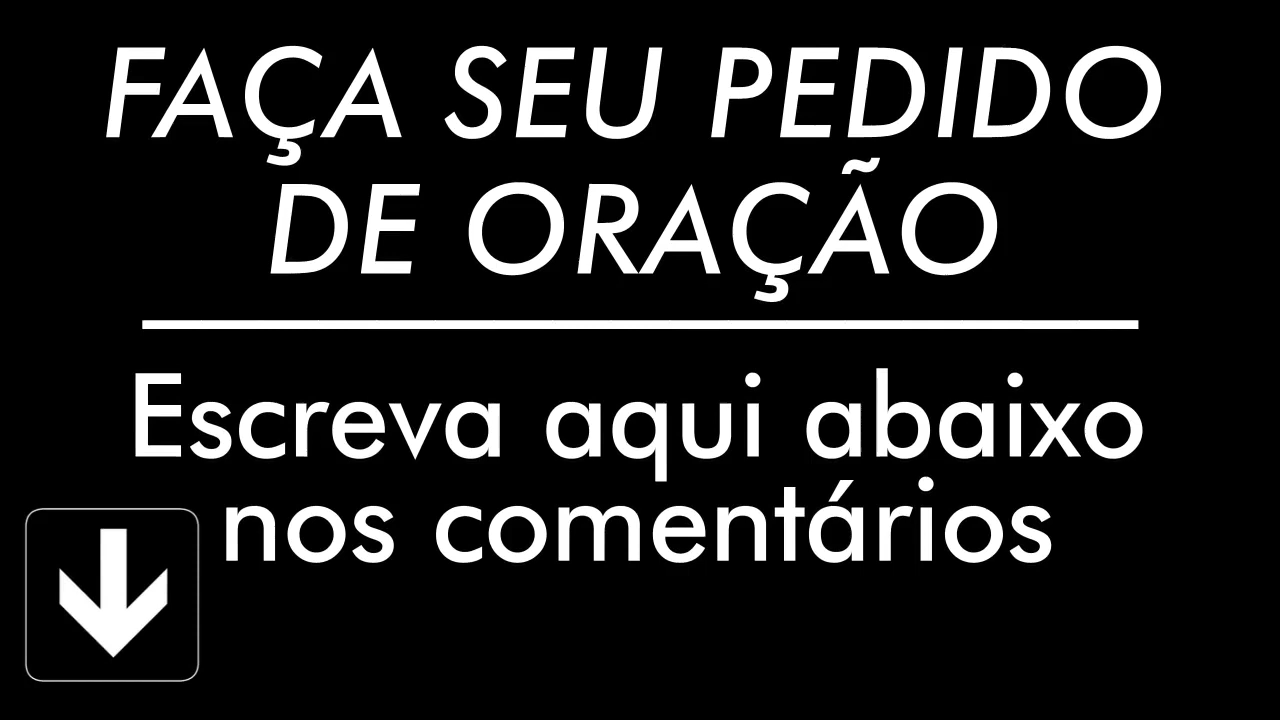 FAÇA SEU PEDIDO
DE ORAÇÃO
Escreva aqui abaixo
nos comentários